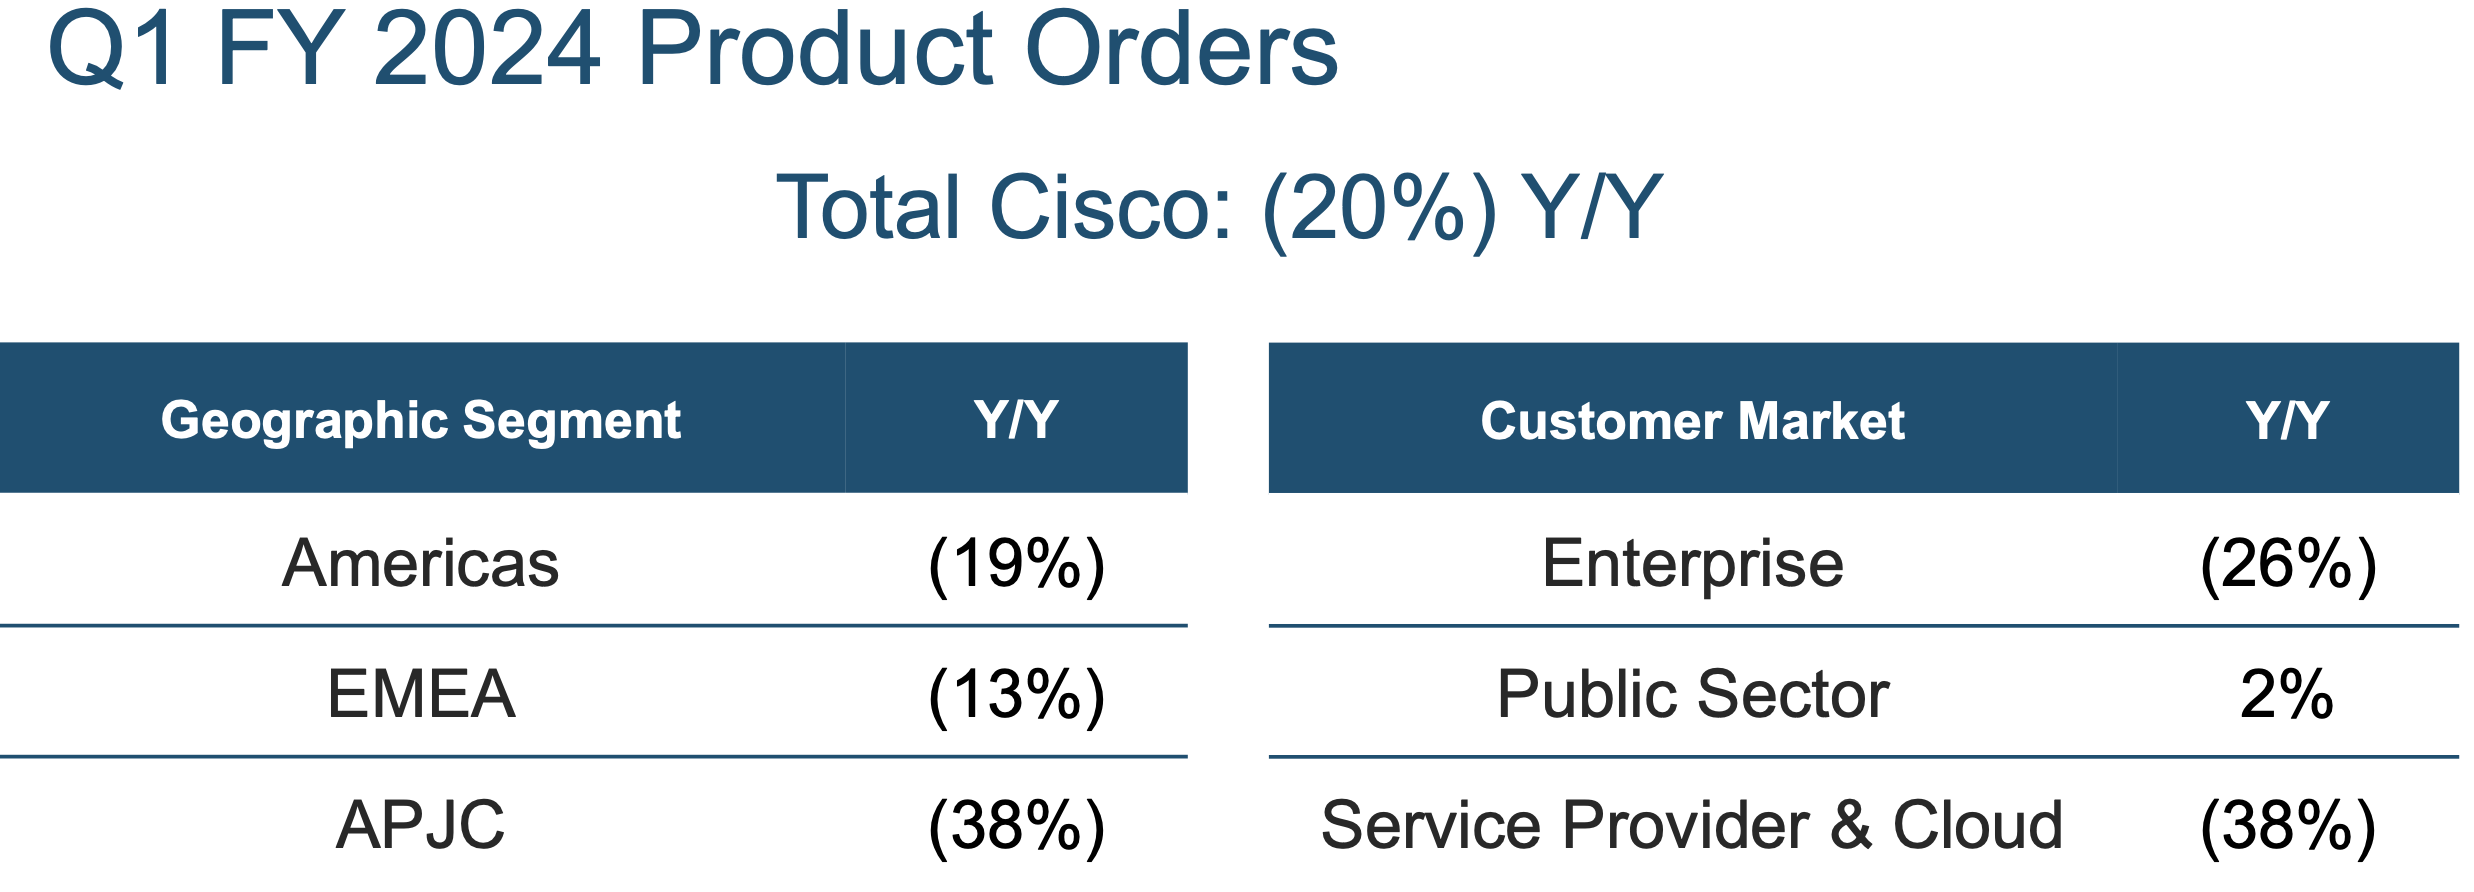 Q1 FY 2024 Product Orders
Total Cisco: (20%) Y/Y
Geographic Segment Y/Y
Americas (19%)
EMEA (13%)
APJC (38%)
Customer Market Y/Y
Enterprise (26%)
Public Sector 2%
Service Provider & Cloud (38%)